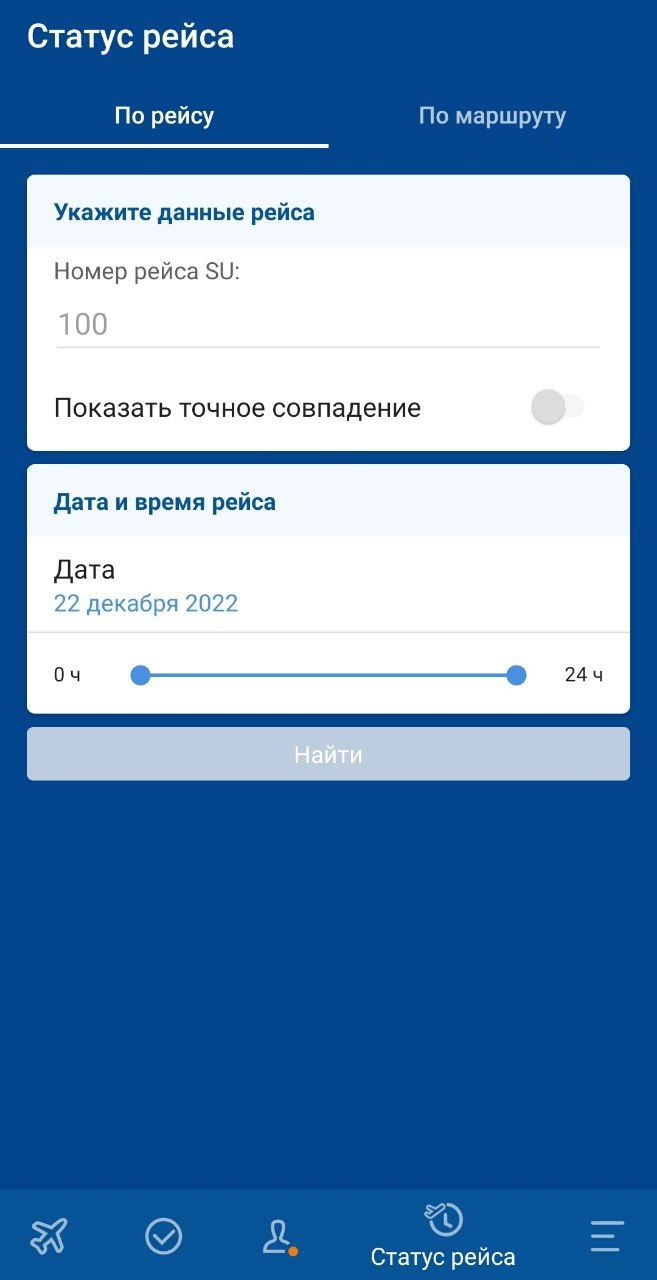 Статус рейса
По рейсу
По маршруту
Укажите данные рейса
Номер рейса SU:
100
Показать точное совпадение
Дата и время рейса
Дата
22 декабря 2022
0 ч
24 ч
Найти
Статус рейса